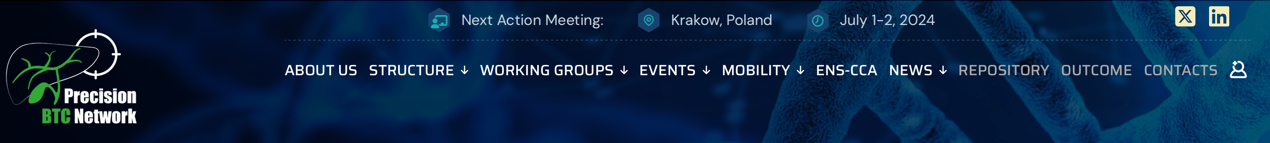 Next Action Meeting: Krakow, Poland July 1-2, 2024
ABOUT US STRUCTURE WORKING GROUPS EVENTS MOBILITY ENS-CCA NEWS REPOSITORY OUTCOME CONTACTS
Precision
BTC Network